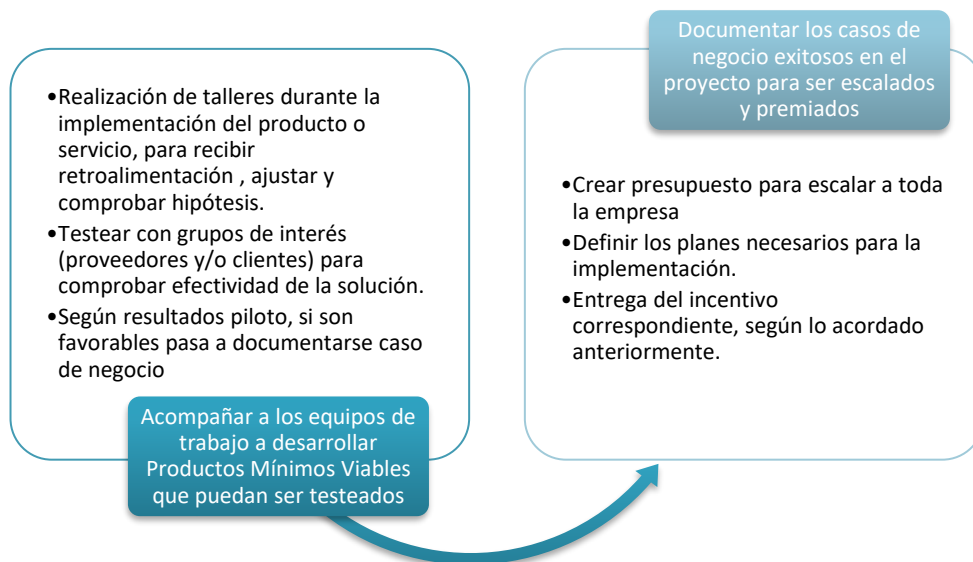 •Realización de talleres durante la
implementación del producto o
servicio, para recibir
retroalimentación , ajustar y
comprobar hipótesis.
•Testear con grupos de interés
(proveedores y/o clientes) para
comprobar efectividad de la solución.
•Según resultados piloto, si son
favorables pasa a documentarse caso
de negocio
Acompañar a los equipos de
trabajo a desarrollar
Productos Mínimos Viables
que puedan ser testeados
Documentar los casos de
negocio exitosos en el
proyecto para ser escalados
y premiados
•Crear presupuesto para escalar a toda
la empresa
•Definir los planes necesarios para la
implementación.
•Entrega del incentivo
correspondiente, según lo acordado
anteriormente.